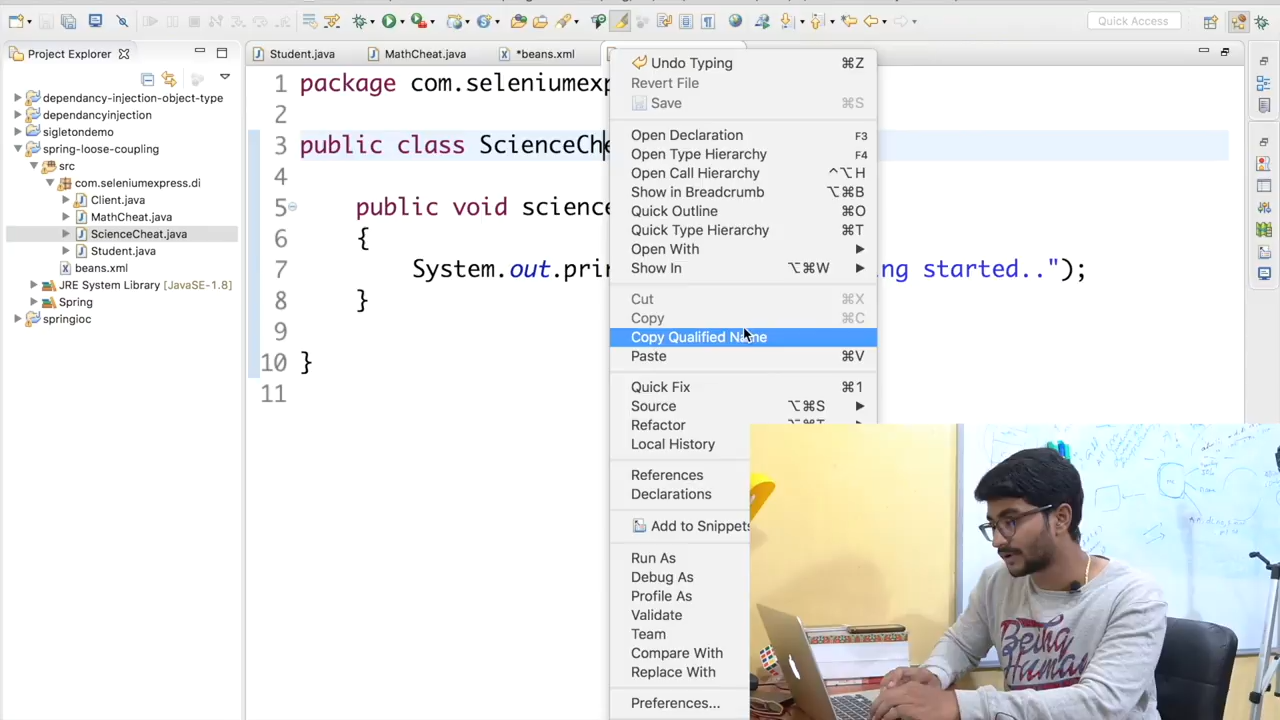 Quick Access
Project Explorer
Student.java
MathCheat.java
*beans.xml
dependancy-injection-object-type
dependancyinjection
sigletondemo
spring-loose-coupling
src
com.seleniumexpress.di
Client.java
MathCheat.java
ScienceCheat.java
Student.java
beans.xml
JRE System Library [JavaSE-1.8]
Spring
springioc
1 package com.seleniumexp
2
3 public class ScienceCh
4
5 public void science
6 {
7 System.out.prin ng started..");
8 }
9
10 }
11
Undo Typing ⌘Z
Revert File
Save ⌘S
Open Declaration F3
Open Type Hierarchy F4
Open Call Hierarchy ^⌥H
Show in Breadcrumb ⌥⌘B
Quick Outline ⌘O
Quick Type Hierarchy ⌘T
Open With
Show In ⌥⌘W
Cut ⌘X
Copy ⌘C
Copy Qualified Name
Paste ⌘V
Quick Fix ⌘1
Source ⌥⌘S
Refactor ⌥⌘T
Local History
References
Declarations
Add to Snippets
Run As
Debug As
Profile As
Validate
Team
Compare With
Replace With
Preferences...
Being
Human